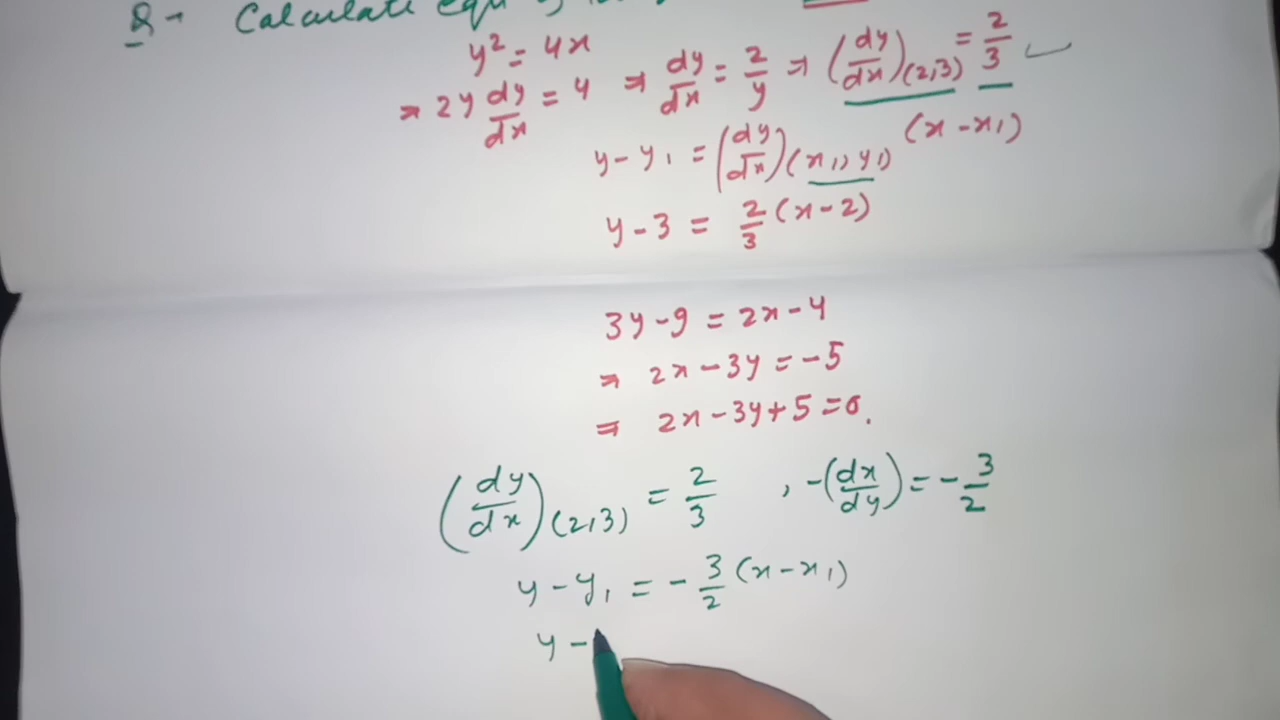 Q - Calculate equ
y² = 4x
⇒ 2y dy/dx = 4 ⇒ dy/dx = 2/y ⇒ (dy/dx)(2,3) = 2/3
y - y₁ = (dy/dx)(x₁, y₁) (x - x₁)
y - 3 = 2/3 (x - 2)
3y - 9 = 2x - 4
⇒ 2x - 3y = -5
⇒ 2x - 3y + 5 = 0.
(dy/dx)(2,3) = 2/3 , -(dx/dy) = - 3/2
y - y₁ = - 3/2 (x - x₁)
y -